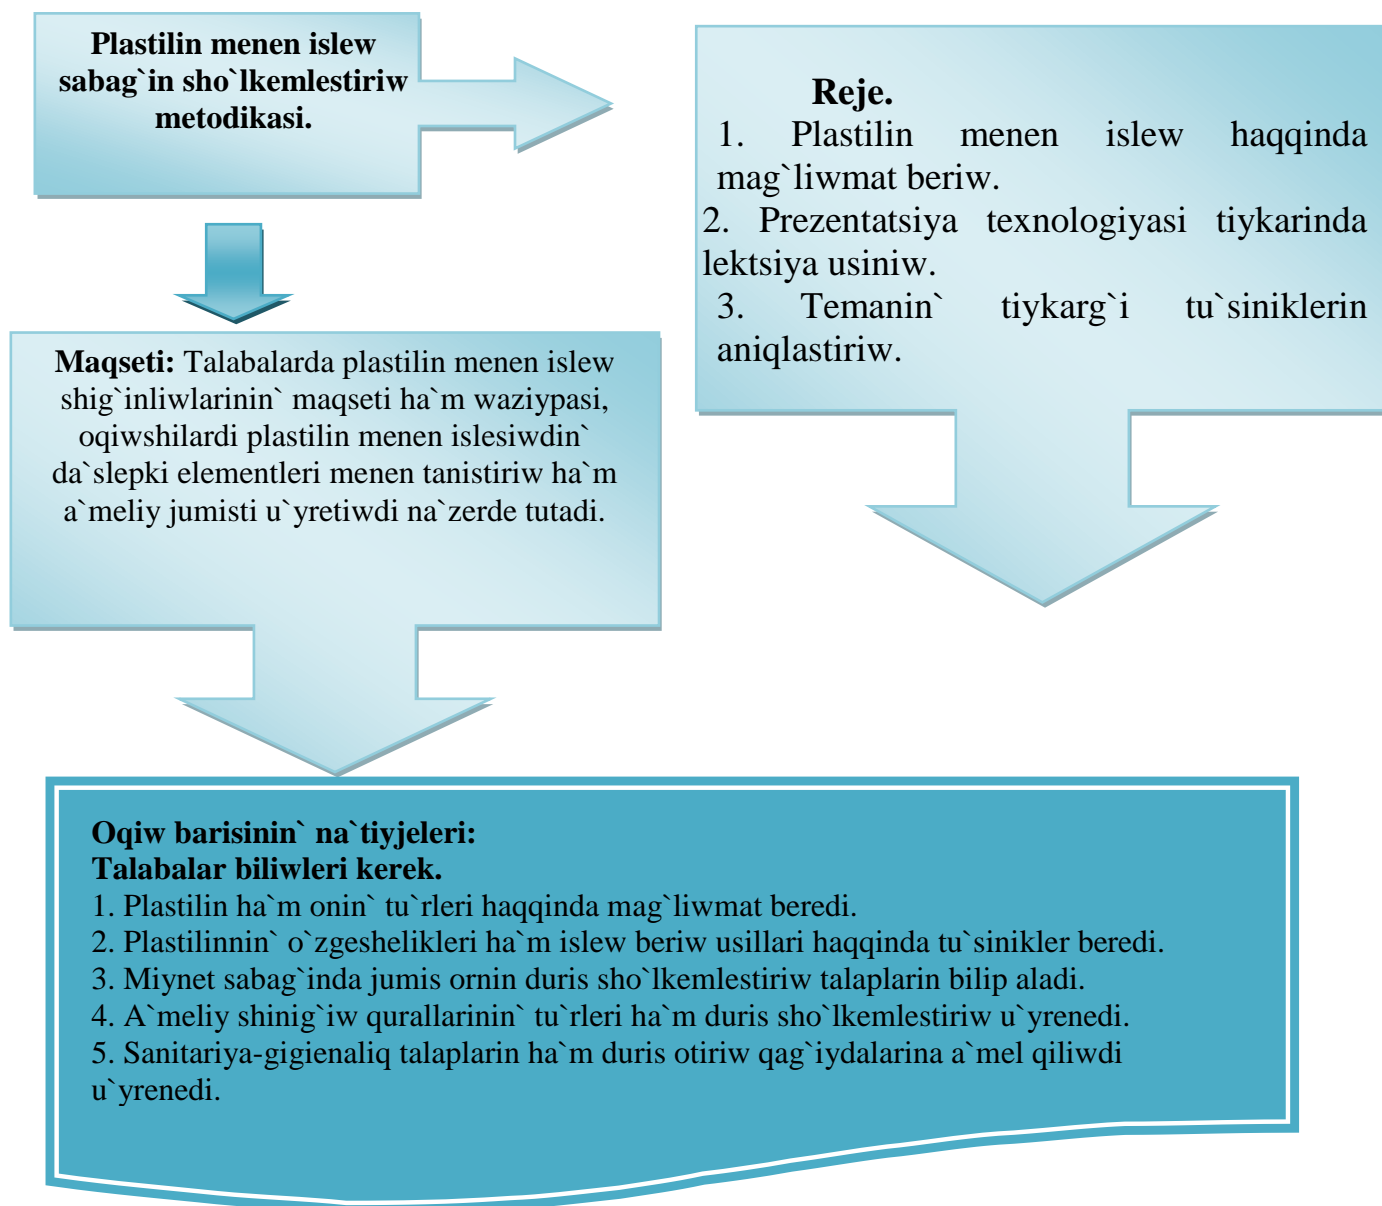 Plastilin menen islew
sabag`in sho`lkemlestiriw
metodikasi.
Reje.
1. Plastilin menen islew haqqinda
mag`liwmat beriw.
2. Prezentatsiya texnologiyasi tiykarinda
lektsiya usiniw.
3. Temanin` tiykarg`i tu`siniklerin
aniqlastiriw.
Maqseti: Talabalarda plastilin menen islew
shig`inliwlarinin` maqseti ha`m waziypasi,
oqiwshilardi plastilin menen islesiwdin`
da`slepki elementleri menen tanistiriw ha`m
a`meliy jumisti u`yretiwdi na`zerde tutadi.
Oqiw barisinin` na`tiyjeleri:
Talabalar biliwleri kerek.
1. Plastilin ha`m onin` tu`rleri haqqinda mag`liwmat beredi.
2. Plastilinnin` o`zgeshelikleri ha`m islew beriw usillari haqqinda tu`sinikler beredi.
3. Miynet sabag`inda jumis ornin duris sho`lkemlestiriw talaplarin bilip aladi.
4. A`meliy shinig`iw qurallarinin` tu`rleri ha`m duris sho`lkemlestiriw u`yrenedi.
5. Sanitariya-gigienaliq talaplarin ha`m duris otiriw qag`iydalarina a`mel qiliwdi
u`yrenedi.